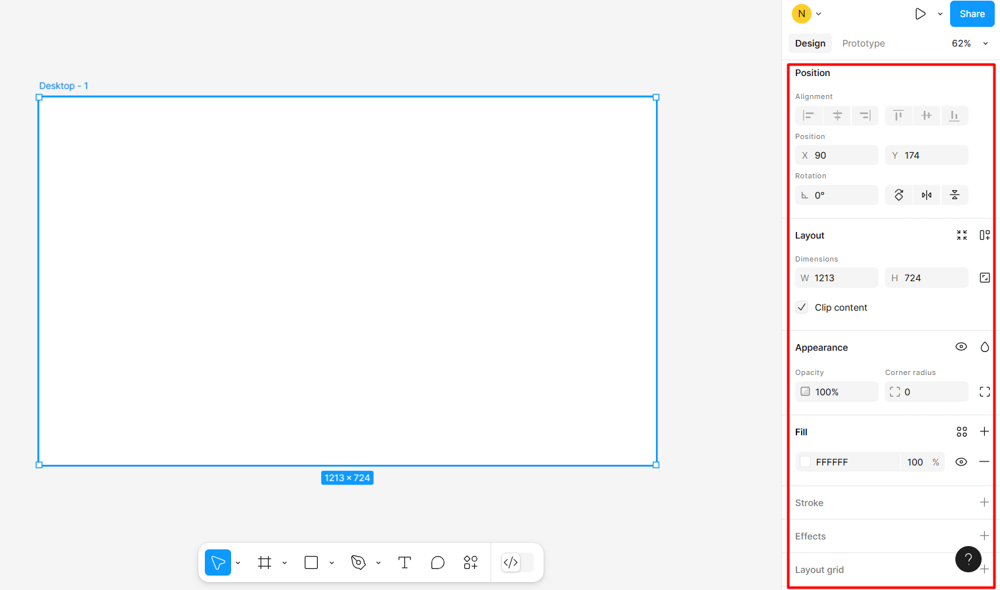 N
Share
Design Prototype 62%
Desktop - 1
Position
Alignment
Position
X 90 Y 174
Rotation
0°
Layout
Dimensions
W 1213 H 724
Clip content
Appearance
Opacity Corner radius
100% 0
Fill
FFFFFF 100 %
1213 × 724
Stroke
Effects
T </> ?
Layout grid